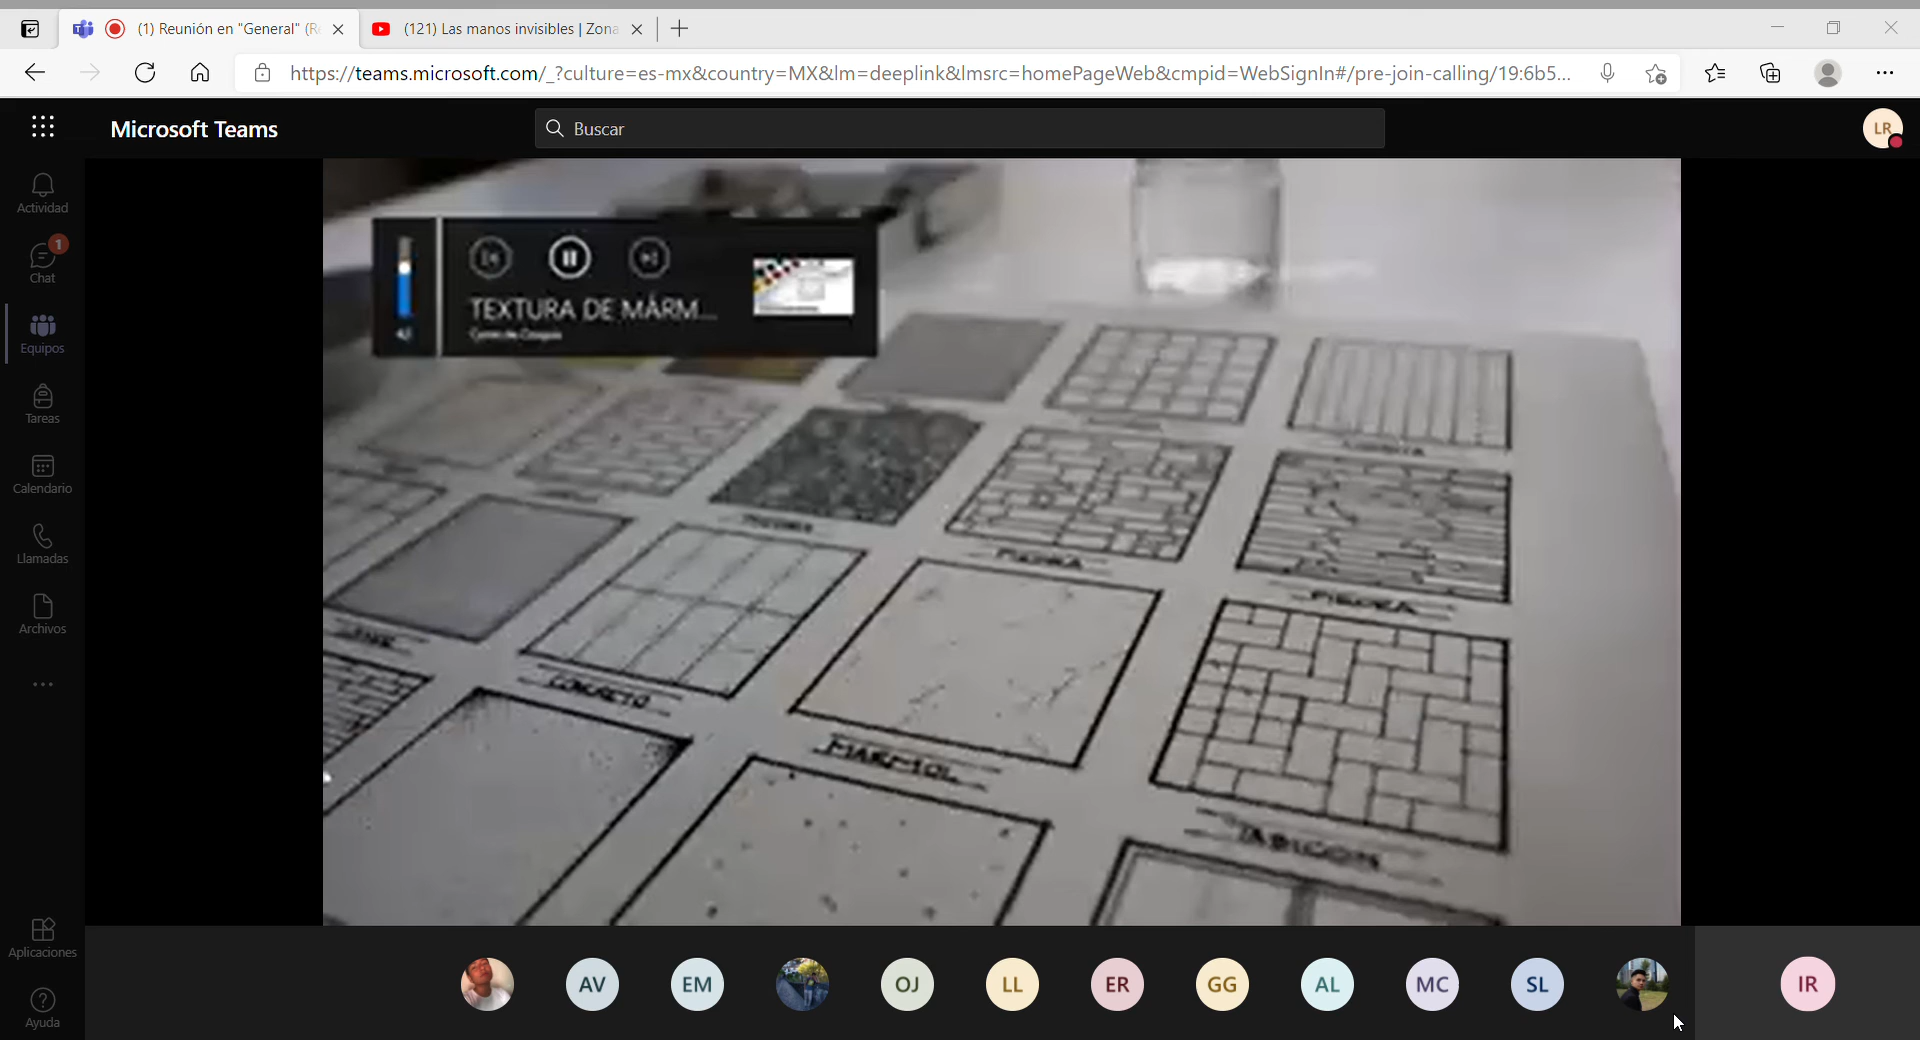 (1) Reunión en "General" (R
(121) Las manos invisibles | Zona
https://teams.microsoft.com/_?culture=es-mx&country=MX&lm=deeplink&lmsrc=homePageWeb&cmpid=WebSignIn#/pre-join-calling/19:6b5...
Microsoft Teams
Buscar
LR
Actividad
1
Chat
Equipos
Tareas
Calendario
Llamadas
Archivos
Aplicaciones
Ayuda
TEXTURA DE MÁRM...
PIEDRA
PIEDRA
CONCRETO
MARMOL
TABICON
AV
EM
OJ
LL
ER
GG
AL
MC
SL
IR